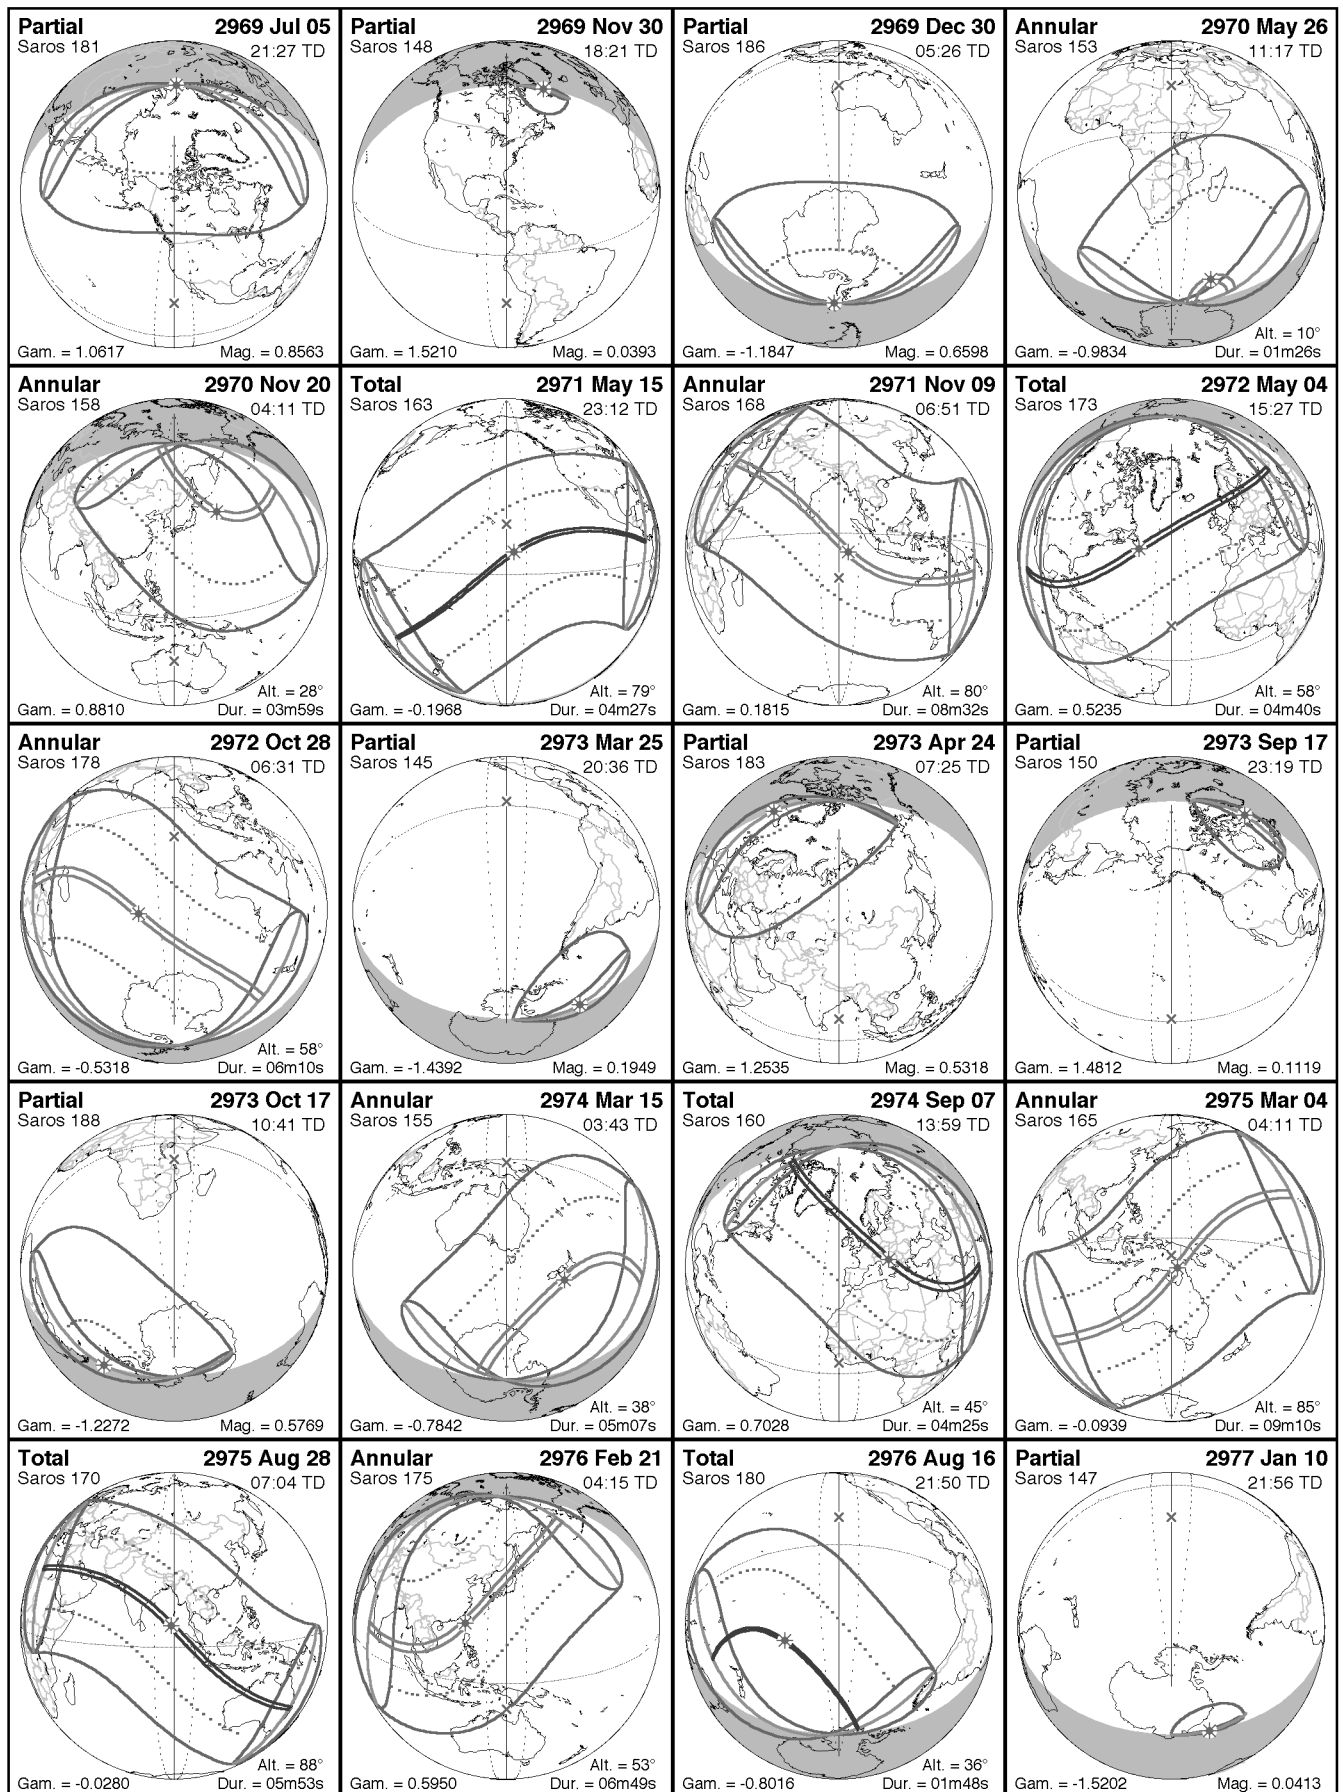 Partial 2969 Jul 05
Saros 181 21:27 TD
Gam. = 1.0617 Mag. = 0.8563
Partial 2969 Nov 30
Saros 148 18:21 TD
Gam. = 1.5210 Mag. = 0.0393
Partial 2969 Dec 30
Saros 186 05:26 TD
Gam. = -1.1847 Mag. = 0.6598
Annular 2970 May 26
Saros 153 11:17 TD
Alt. = 10°
Gam. = -0.9834 Dur. = 01m26s
Annular 2970 Nov 20
Saros 158 04:11 TD
Alt. = 28°
Gam. = 0.8810 Dur. = 03m59s
Total 2971 May 15
Saros 163 23:12 TD
Alt. = 79°
Gam. = -0.1968 Dur. = 04m27s
Annular 2971 Nov 09
Saros 168 06:51 TD
Alt. = 80°
Gam. = 0.1815 Dur. = 08m32s
Total 2972 May 04
Saros 173 15:27 TD
Alt. = 58°
Gam. = 0.5235 Dur. = 04m40s
Annular 2972 Oct 28
Saros 178 06:31 TD
Alt. = 58°
Gam. = -0.5318 Dur. = 06m10s
Partial 2973 Mar 25
Saros 145 20:36 TD
Gam. = -1.4392 Mag. = 0.1949
Partial 2973 Apr 24
Saros 183 07:25 TD
Gam. = 1.2535 Mag. = 0.5318
Partial 2973 Sep 17
Saros 150 23:19 TD
Gam. = 1.4812 Mag. = 0.1119
Partial 2973 Oct 17
Saros 188 10:41 TD
Gam. = -1.2272 Mag. = 0.5769
Annular 2974 Mar 15
Saros 155 03:43 TD
Alt. = 38°
Gam. = -0.7842 Dur. = 05m07s
Total 2974 Sep 07
Saros 160 13:59 TD
Alt. = 45°
Gam. = 0.7028 Dur. = 04m25s
Annular 2975 Mar 04
Saros 165 04:11 TD
Alt. = 85°
Gam. = -0.0939 Dur. = 09m10s
Total 2975 Aug 28
Saros 170 07:04 TD
Alt. = 88°
Gam. = -0.0280 Dur. = 05m53s
Annular 2976 Feb 21
Saros 175 04:15 TD
Alt. = 53°
Gam. = 0.5950 Dur. = 06m49s
Total 2976 Aug 16
Saros 180 21:50 TD
Alt. = 36°
Gam. = -0.8016 Dur. = 01m48s
Partial 2977 Jan 10
Saros 147 21:56 TD
Gam. = -1.5202 Mag. = 0.0413